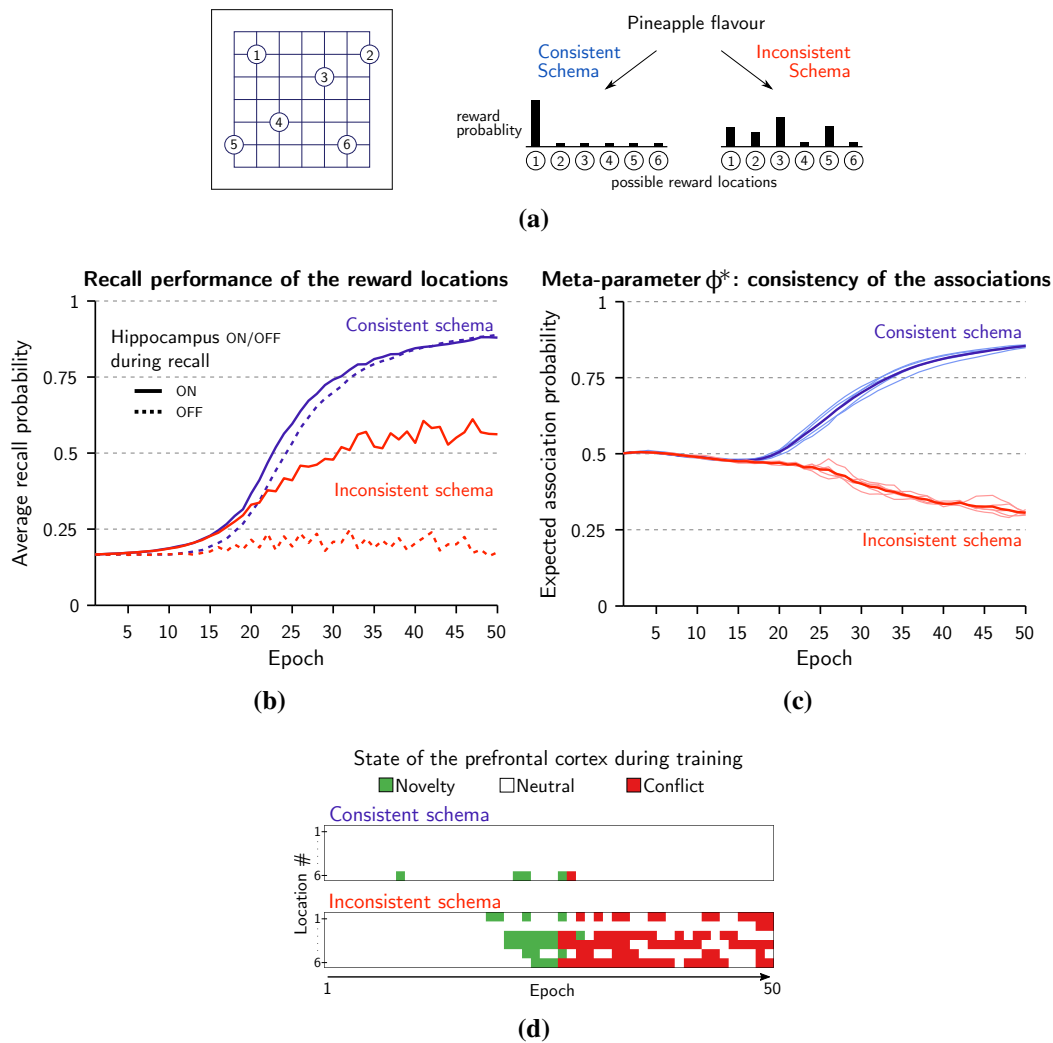 1
2
3
4
5
6
Pineapple flavour
Consistent
Schema
Inconsistent
Schema
reward
probablity
1 2 3 4 5 6
1 2 3 4 5 6
possible reward locations
(a)
Recall performance of the reward locations
Average recall probability
1
0.75
0.5
0.25
0
Hippocampus ON/OFF
during recall
ON
OFF
Consistent schema
Inconsistent schema
5 10 15 20 25 30 35 40 45 50
Epoch
(b)
Meta-parameter ϕ*: consistency of the associations
Expected association probability
1
0.75
0.5
0.25
0
Consistent schema
Inconsistent schema
5 10 15 20 25 30 35 40 45 50
Epoch
(c)
State of the prefrontal cortex during training
Novelty Neutral Conflict
Consistent schema
1
6
Location #
Inconsistent schema
1
6
1 Epoch 50
(d)